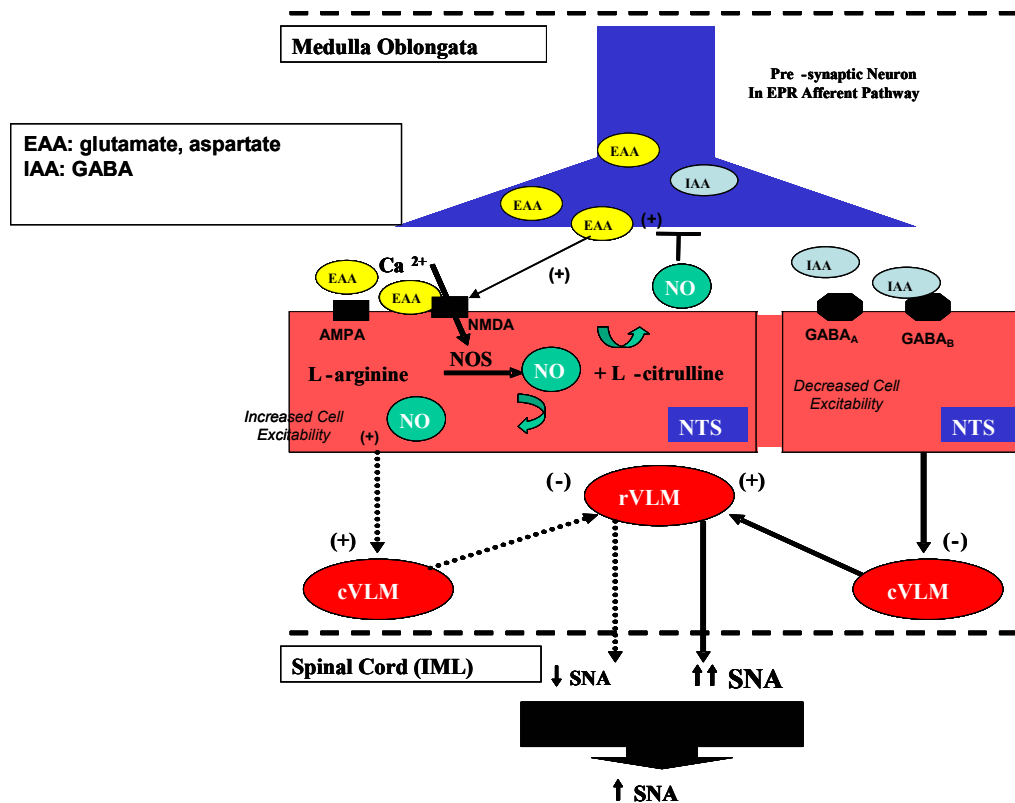 Medulla Oblongata
Pre -synaptic Neuron
In EPR Afferent Pathway
EAA: glutamate, aspartate
IAA: GABA
EAA
IAA
EAA
EAA
(+)
Ca 2+
(+)
EAA
EAA
NO
IAA
IAA
AMPA
NMDA
GABAA
GABAB
NOS
L -arginine
NO
+ L -citrulline
Decreased Cell
Excitability
Increased Cell
Excitability
(+)
NO
NTS
NTS
(-)
rVLM
(+)
(+)
(-)
cVLM
cVLM
Spinal Cord (IML)
↓ SNA
↑↑ SNA
↑ SNA